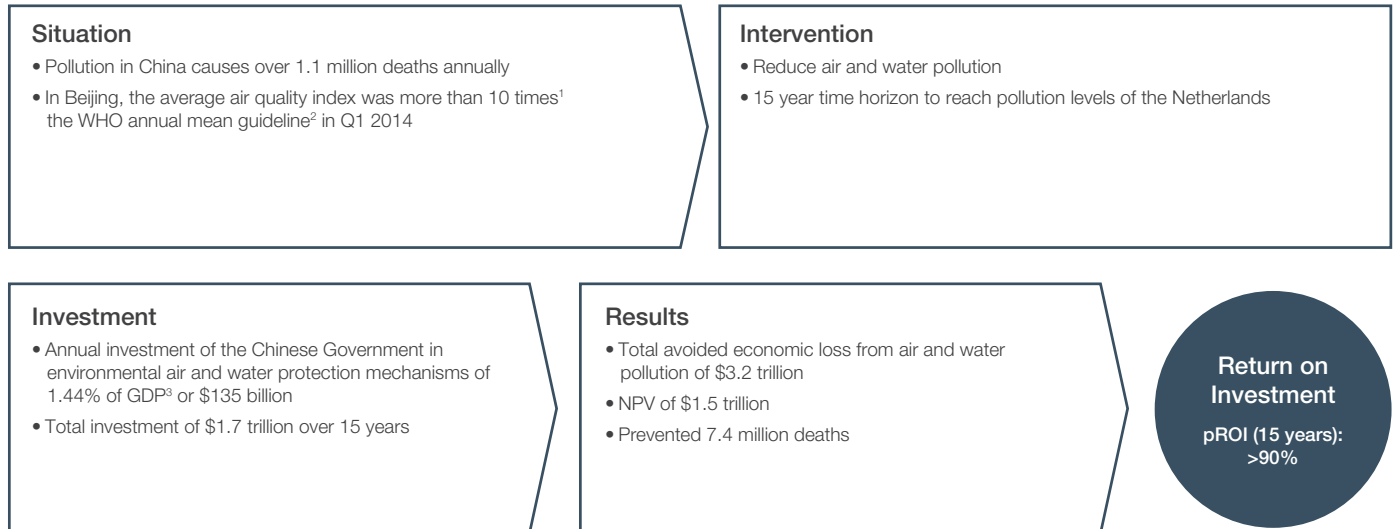 Situation
• Pollution in China causes over 1.1 million deaths annually
• In Beijing, the average air quality index was more than 10 times¹
the WHO annual mean guideline² in Q1 2014
Intervention
• Reduce air and water pollution
• 15 year time horizon to reach pollution levels of the Netherlands
Investment
• Annual investment of the Chinese Government in
environmental air and water protection mechanisms of
1.44% of GDP³ or $135 billion
• Total investment of $1.7 trillion over 15 years
Results
• Total avoided economic loss from air and water
pollution of $3.2 trillion
• NPV of $1.5 trillion
• Prevented 7.4 million deaths
Return on
Investment
pROI (15 years):
>90%